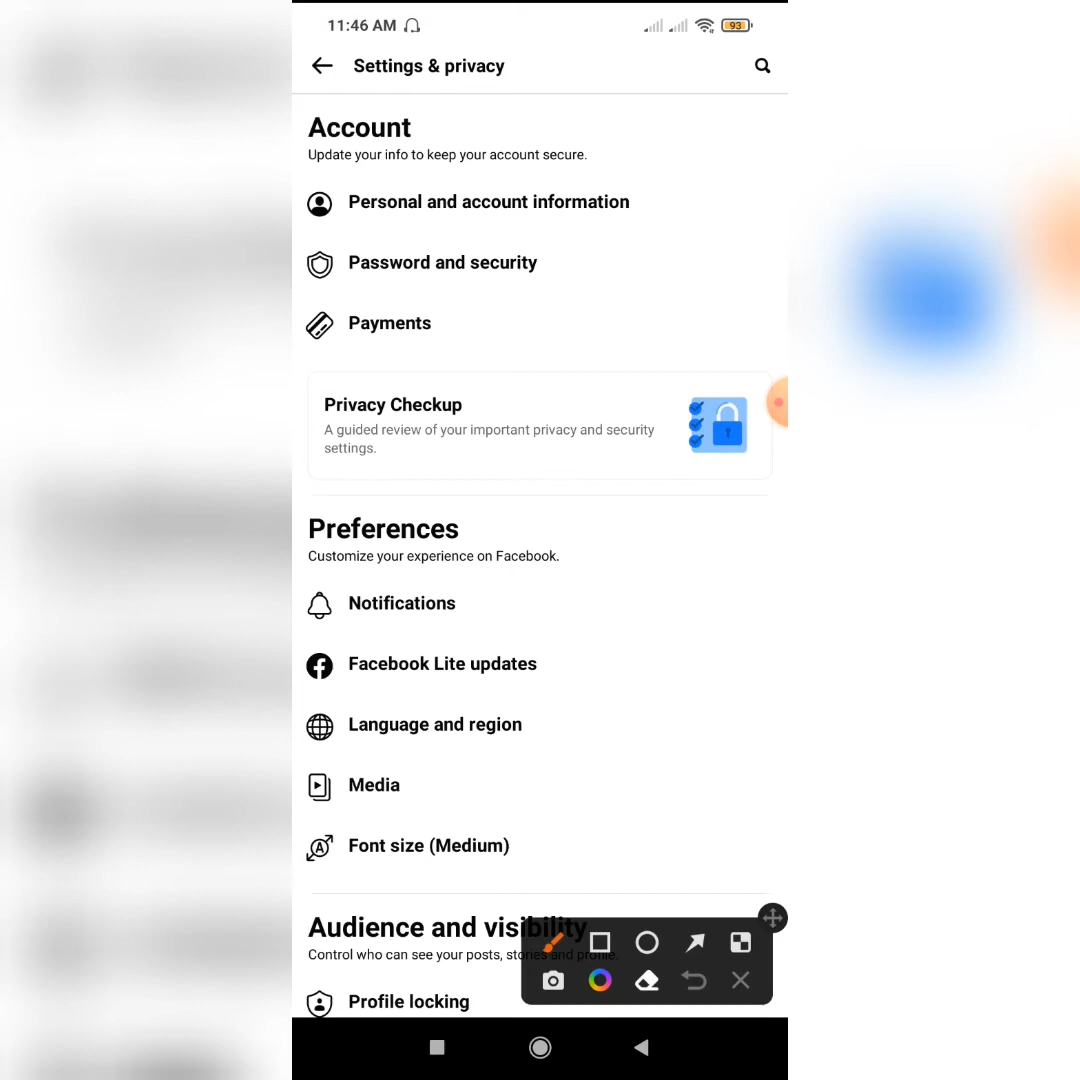 11:46 AM
93
Settings & privacy
Account
Update your info to keep your account secure.
Personal and account information
Password and security
Payments
Privacy Checkup
A guided review of your important privacy and security
settings.
Preferences
Customize your experience on Facebook.
Notifications
Facebook Lite updates
Language and region
Media
Font size (Medium)
Audience and visibility
Control who can see your posts, stories and profile.
Profile locking